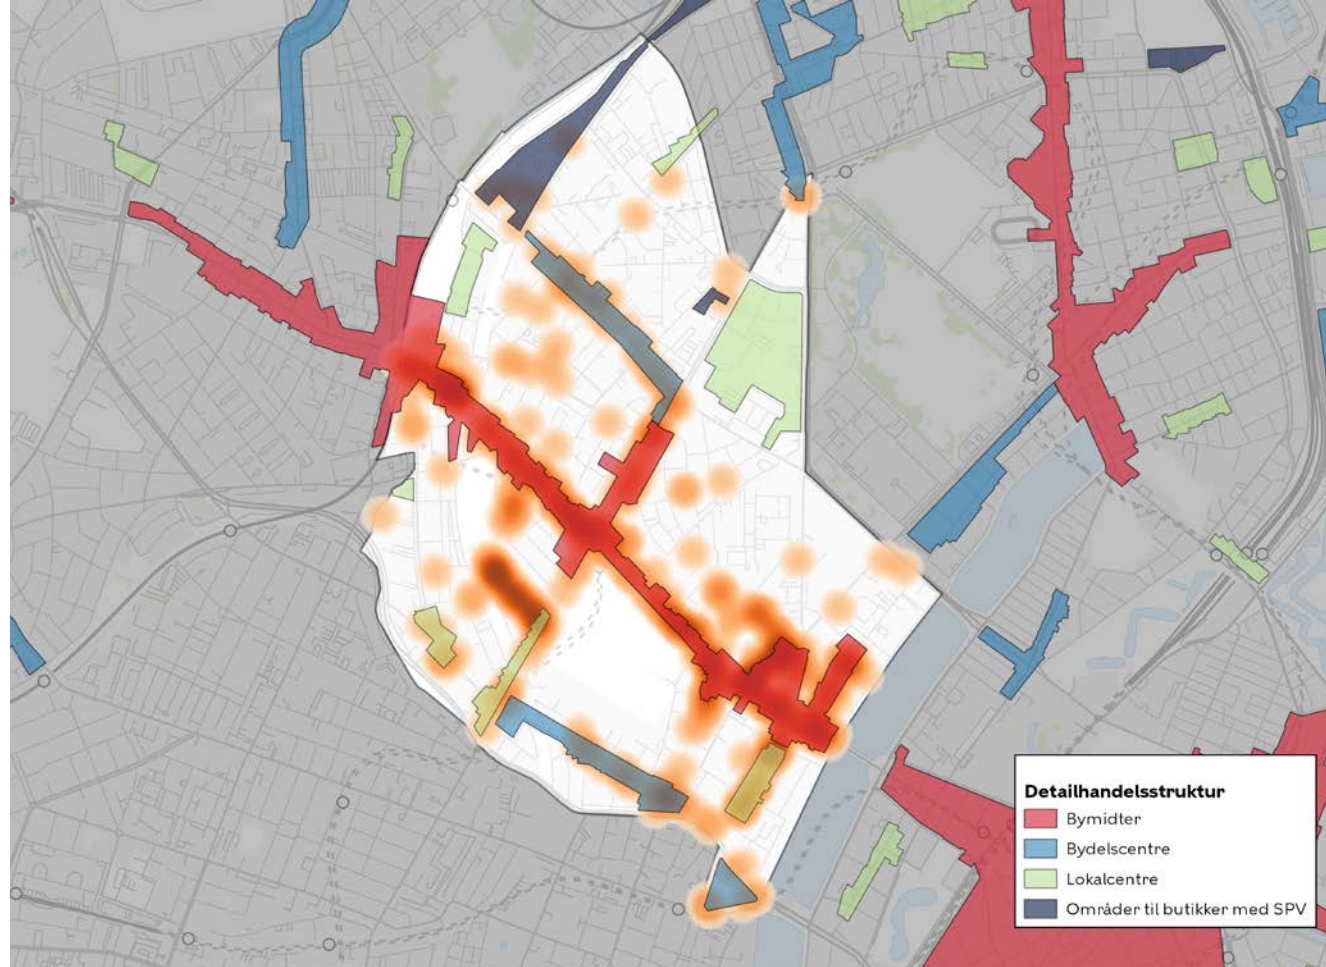 Detailhandelsstruktur
Bymidter
Bydelscentre
Lokalcentre
Områder til butikker med SPV